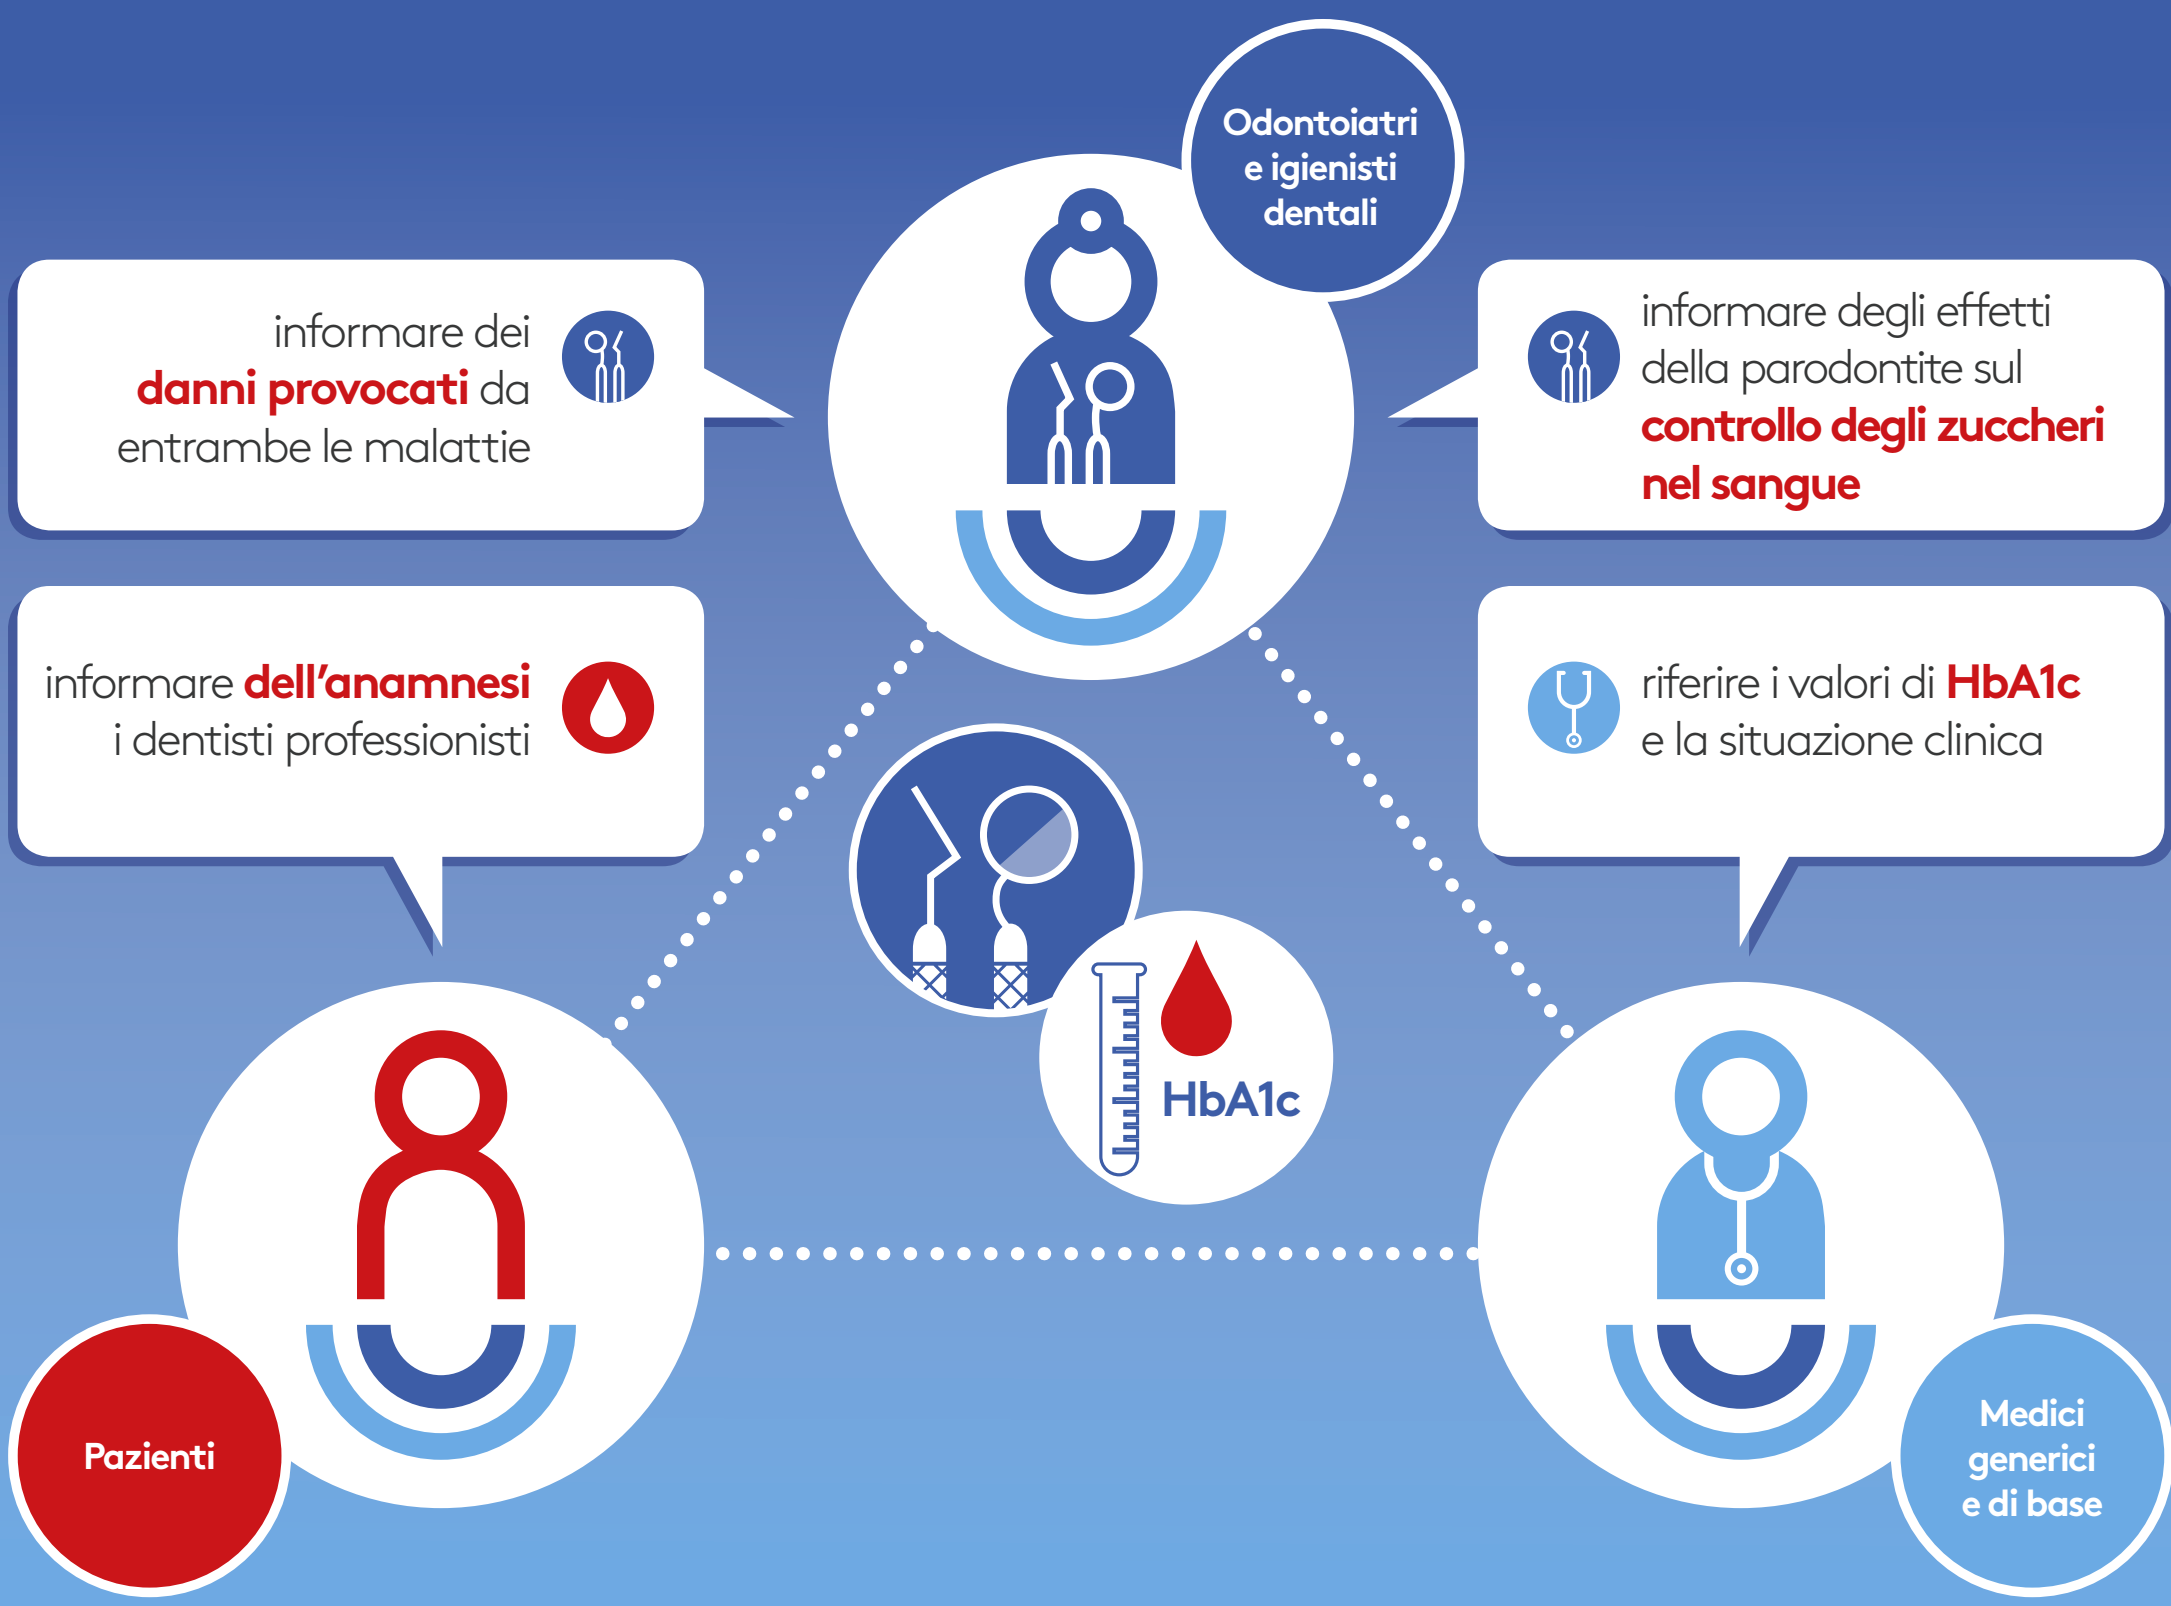 Odontoiatri
e igienisti
dentali
informare dei
danni provocati da
entrambe le malattie
informare degli effetti
della parodontite sul
controllo degli zuccheri
nel sangue
informare dell’anamnesi
i dentisti professionisti
riferire i valori di HbA1c
e la situazione clinica
HbA1c
Pazienti
Medici
generici
e di base